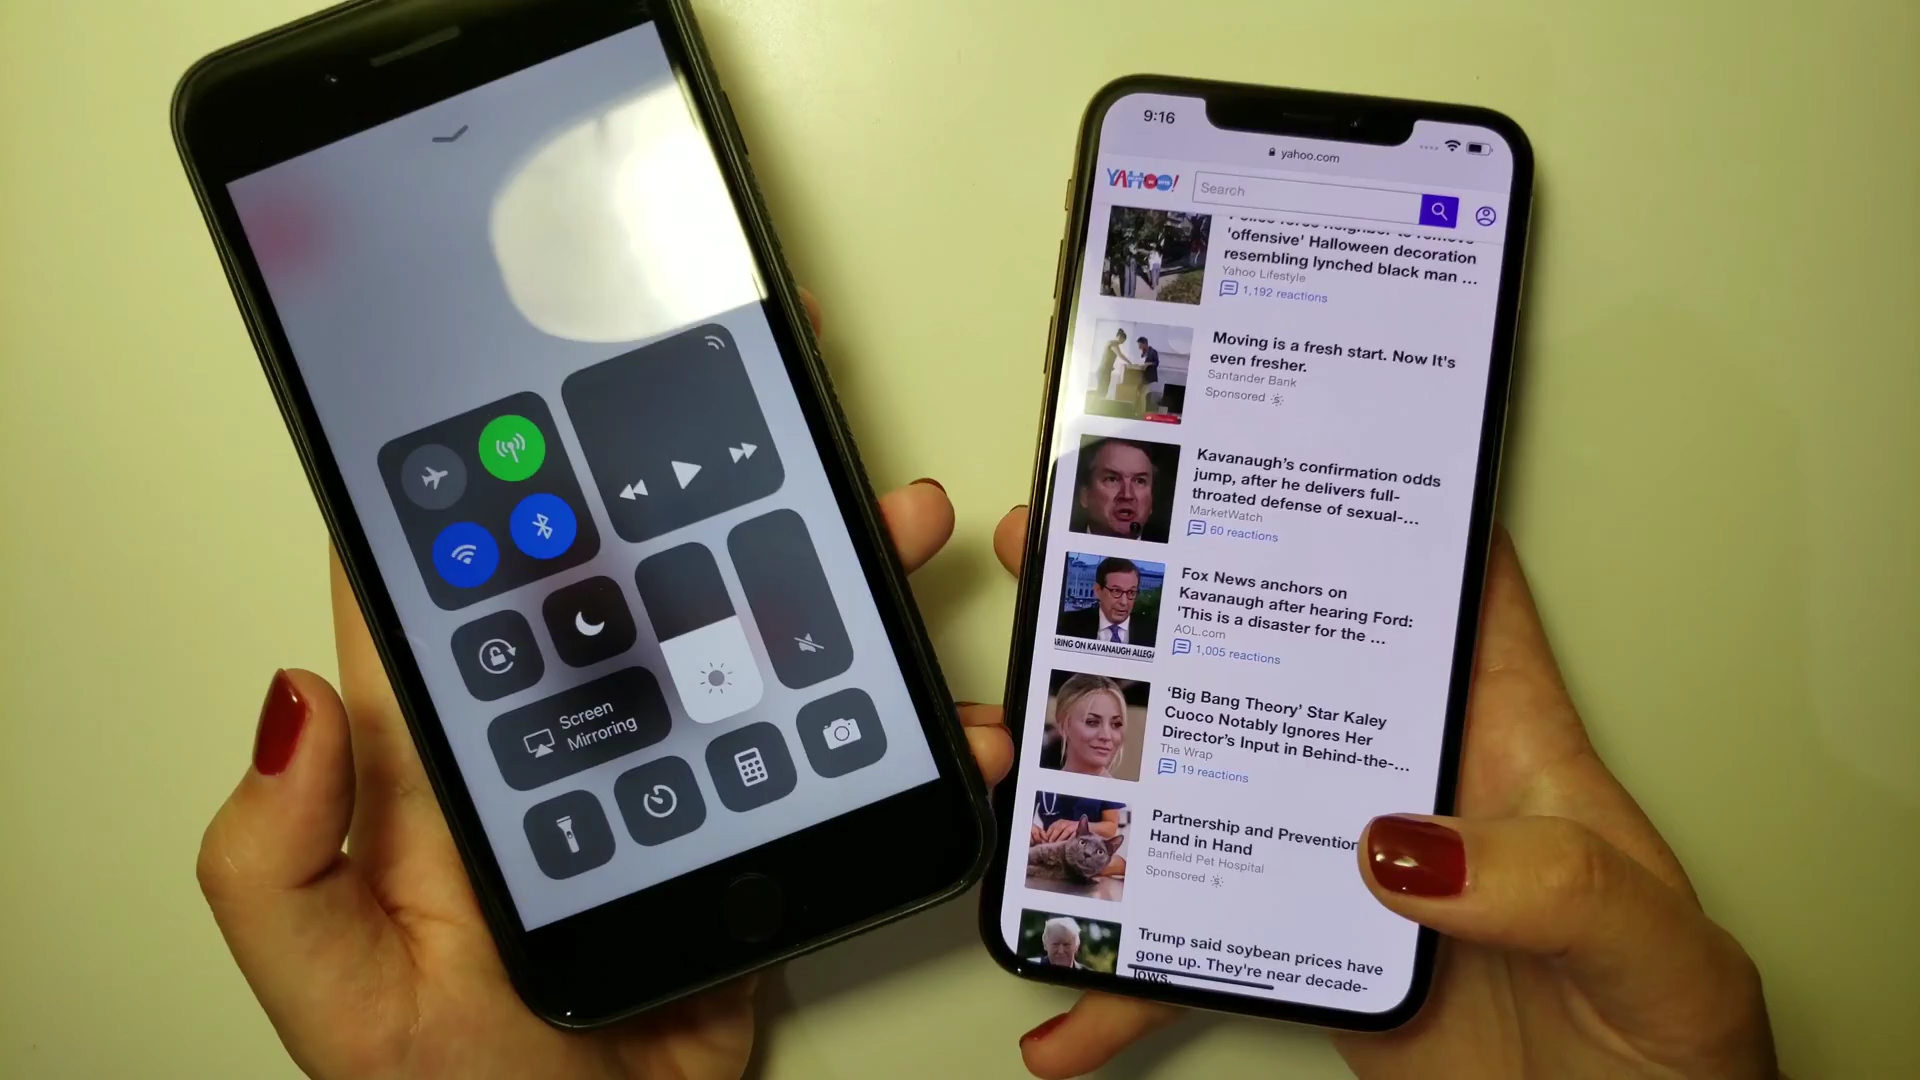 Screen
Mirroring
9:16
yahoo.com
YAHOO!
Search
'offensive' Halloween decoration
resembling lynched black man ...
Yahoo Lifestyle
1,192 reactions
Moving is a fresh start. Now It's
even fresher.
Santander Bank
Sponsored
Kavanaugh's confirmation odds
jump, after he delivers full-
throated defense of sexual-...
MarketWatch
60 reactions
Fox News anchors on
Kavanaugh after hearing Ford:
'This is a disaster for the ...
AOL.com
1,005 reactions
ARING ON KAVANAUGH ALLEGA
'Big Bang Theory' Star Kaley
Cuoco Notably Ignores Her
Director's Input in Behind-the-...
The Wrap
19 reactions
Partnership and Prevention
Hand in Hand
Banfield Pet Hospital
Sponsored
Trump said soybean prices have
gone up. They're near decade-
lows.